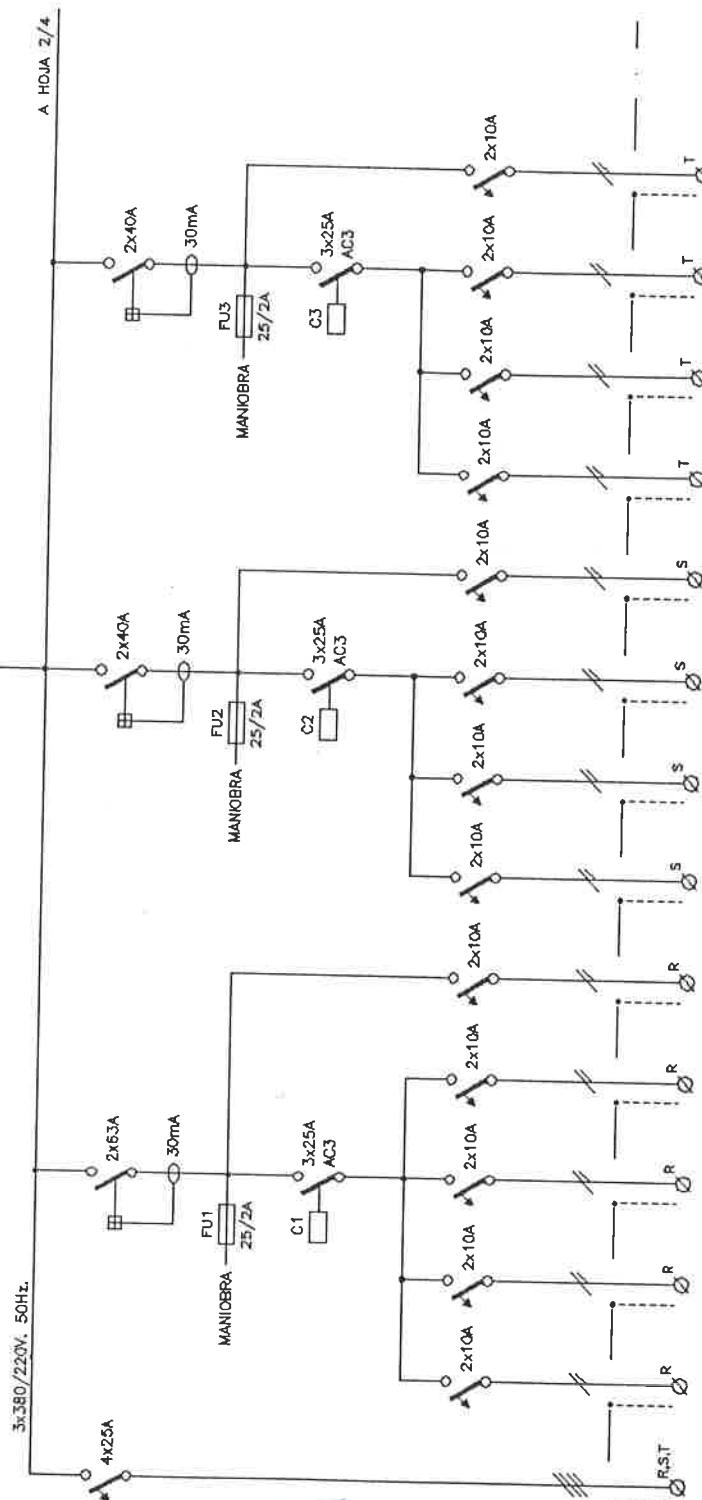 3x380/220V. 50Hz.
A HOJA 2/4
4x25A
2x63A
30mA
FU1
25/2A
MANIOBRA
3x25A
AC3
C1
2x10A
2x10A
2x10A
2x10A
2x10A
2x40A
30mA
FU2
25/2A
MANIOBRA
3x25A
AC3
C2
2x10A
2x10A
2x10A
2x10A
2x40A
30mA
FU3
25/2A
MANIOBRA
3x25A
AC3
C3
2x10A
2x10A
2x10A
2x10A
R,S,T
R
R
R
R
R
S
S
S
S
T
T
T
T